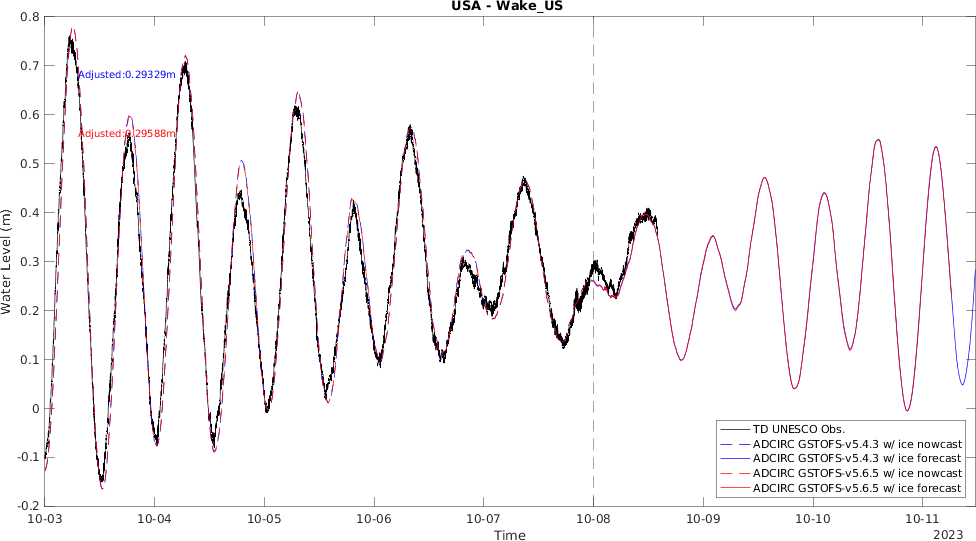 USA - Wake_US
0.8
0.7
0.6
0.5
0.4
0.3
0.2
0.1
0
-0.1
-0.2
Water Level (m)
Adjusted:0.29329m
Adjusted:0.29588m
TD UNESCO Obs.
ADCIRC GSTOFS-v5.4.3 w/ ice nowcast
ADCIRC GSTOFS-v5.4.3 w/ ice forecast
ADCIRC GSTOFS-v5.6.5 w/ ice nowcast
ADCIRC GSTOFS-v5.6.5 w/ ice forecast
10-03 10-04 10-05 10-06 10-07 10-08 10-09 10-10 10-11
Time
2023